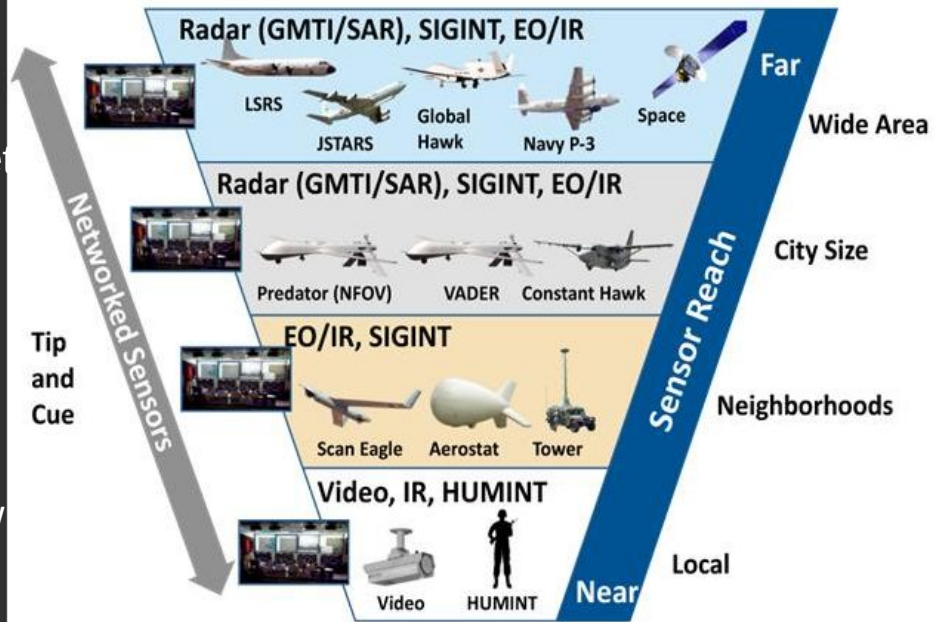 Radar (GMTI/SAR), SIGINT, EO/IR
LSRS
JSTARS
Global
Hawk
Navy P-3
Space
Far
Wide Area
Radar (GMTI/SAR), SIGINT, EO/IR
Predator (NFOV)
VADER
Constant Hawk
City Size
Networked Sensors
Sensor Reach
Tip
and
Cue
EO/IR, SIGINT
Scan Eagle
Aerostat
Tower
Neighborhoods
Video, IR, HUMINT
Video
HUMINT
Near
Local